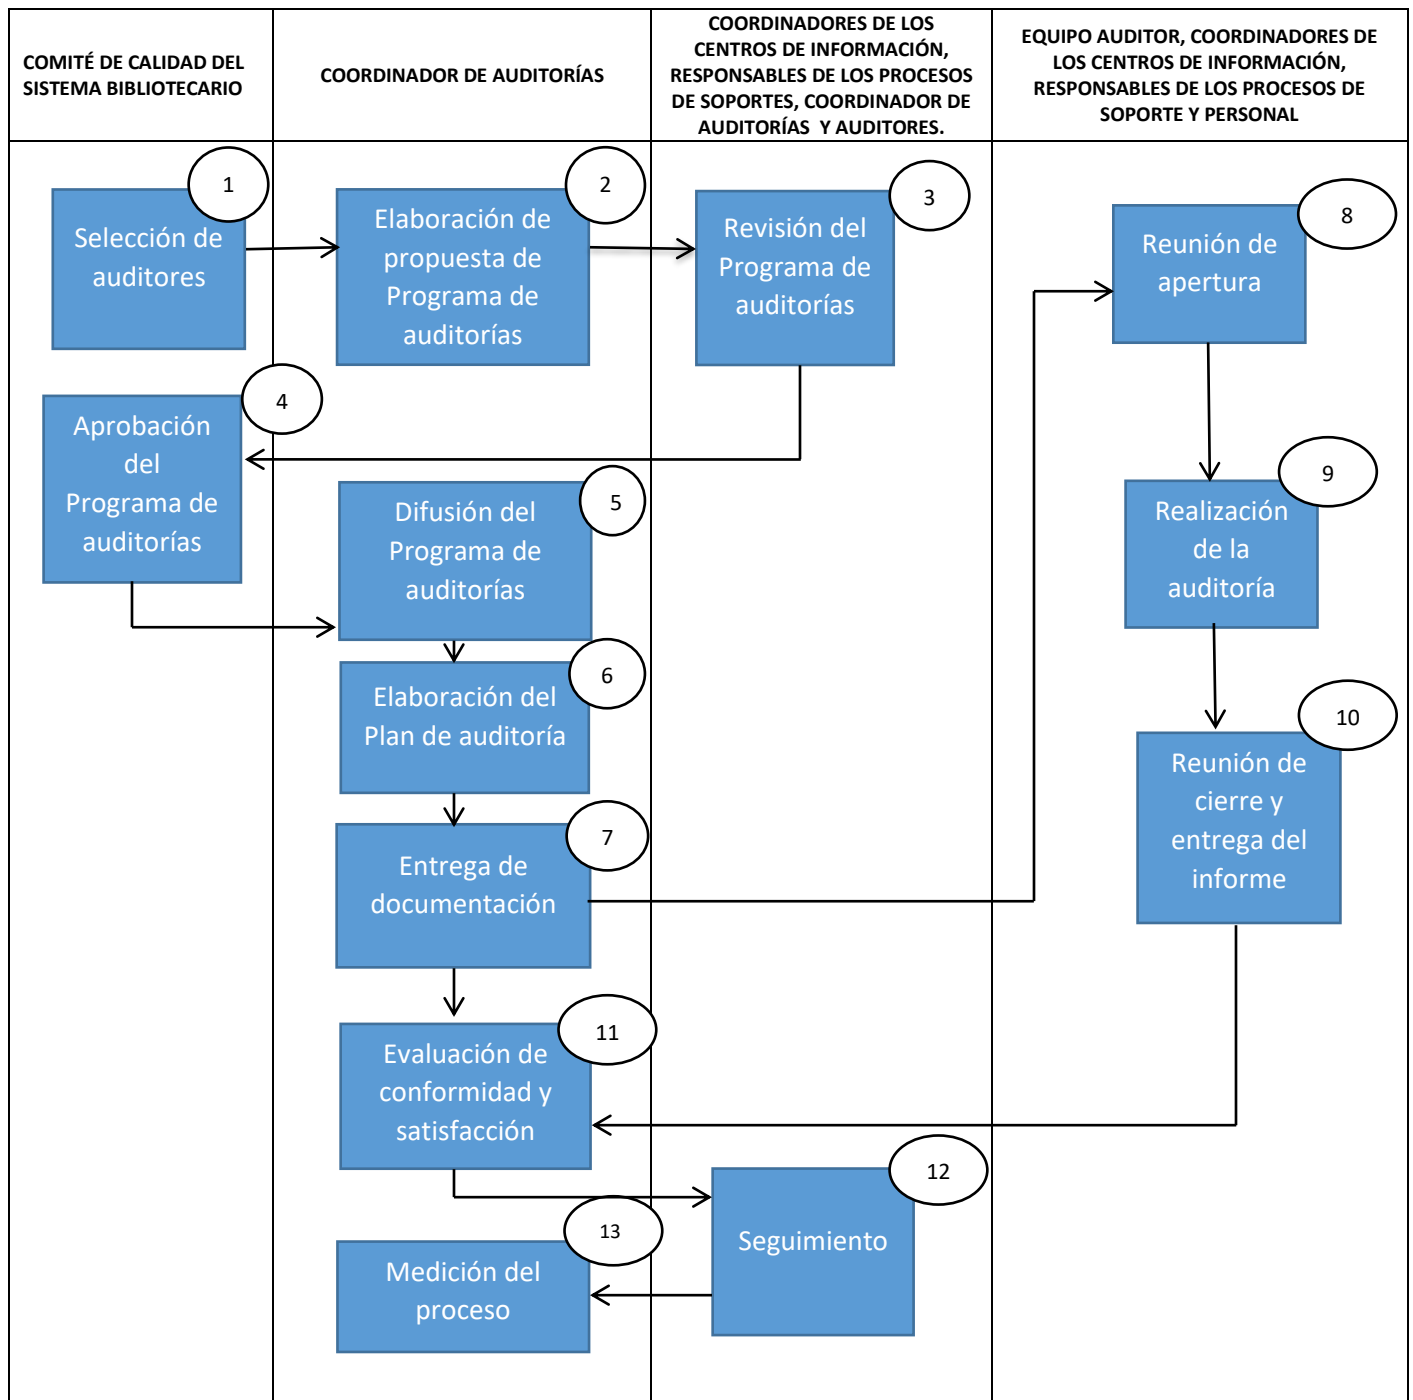 COMITÉ DE CALIDAD DEL
SISTEMA BIBLIOTECARIO
COORDINADOR DE AUDITORÍAS
COORDINADORES DE LOS
CENTROS DE INFORMACIÓN,
RESPONSABLES DE LOS PROCESOS
DE SOPORTES, COORDINADOR DE
AUDITORÍAS Y AUDITORES.
EQUIPO AUDITOR, COORDINADORES DE
LOS CENTROS DE INFORMACIÓN,
RESPONSABLES DE LOS PROCESOS DE
SOPORTE Y PERSONAL
1
Selección de
auditores
2
Elaboración de
propuesta de
Programa de
auditorías
3
Revisión del
Programa de
auditorías
4
Aprobación
del
Programa de
auditorías
5
Difusión del
Programa de
auditorías
6
Elaboración del
Plan de auditoría
7
Entrega de
documentación
8
Reunión de
apertura
9
Realización
de la
auditoría
10
Reunión de
cierre y
entrega del
informe
11
Evaluación de
conformidad y
satisfacción
12
Seguimiento
13
Medición del
proceso